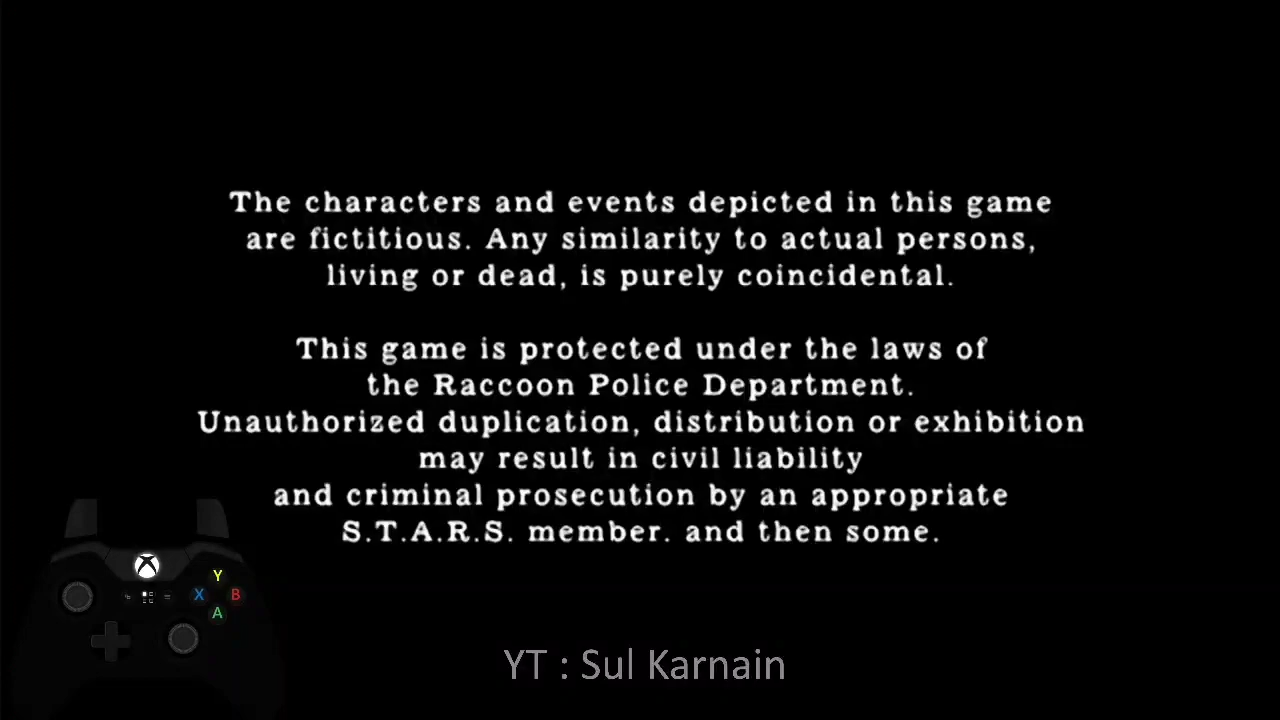 The characters and events depicted in this game
are fictitious. Any similarity to actual persons,
living or dead, is purely coincidental.
This game is protected under the laws of
the Raccoon Police Department.
Unauthorized duplication, distribution or exhibition
may result in civil liability
and criminal prosecution by an appropriate
S.T.A.R.S. member. and then some.
Y
X B
A
YT : Sul Karnain